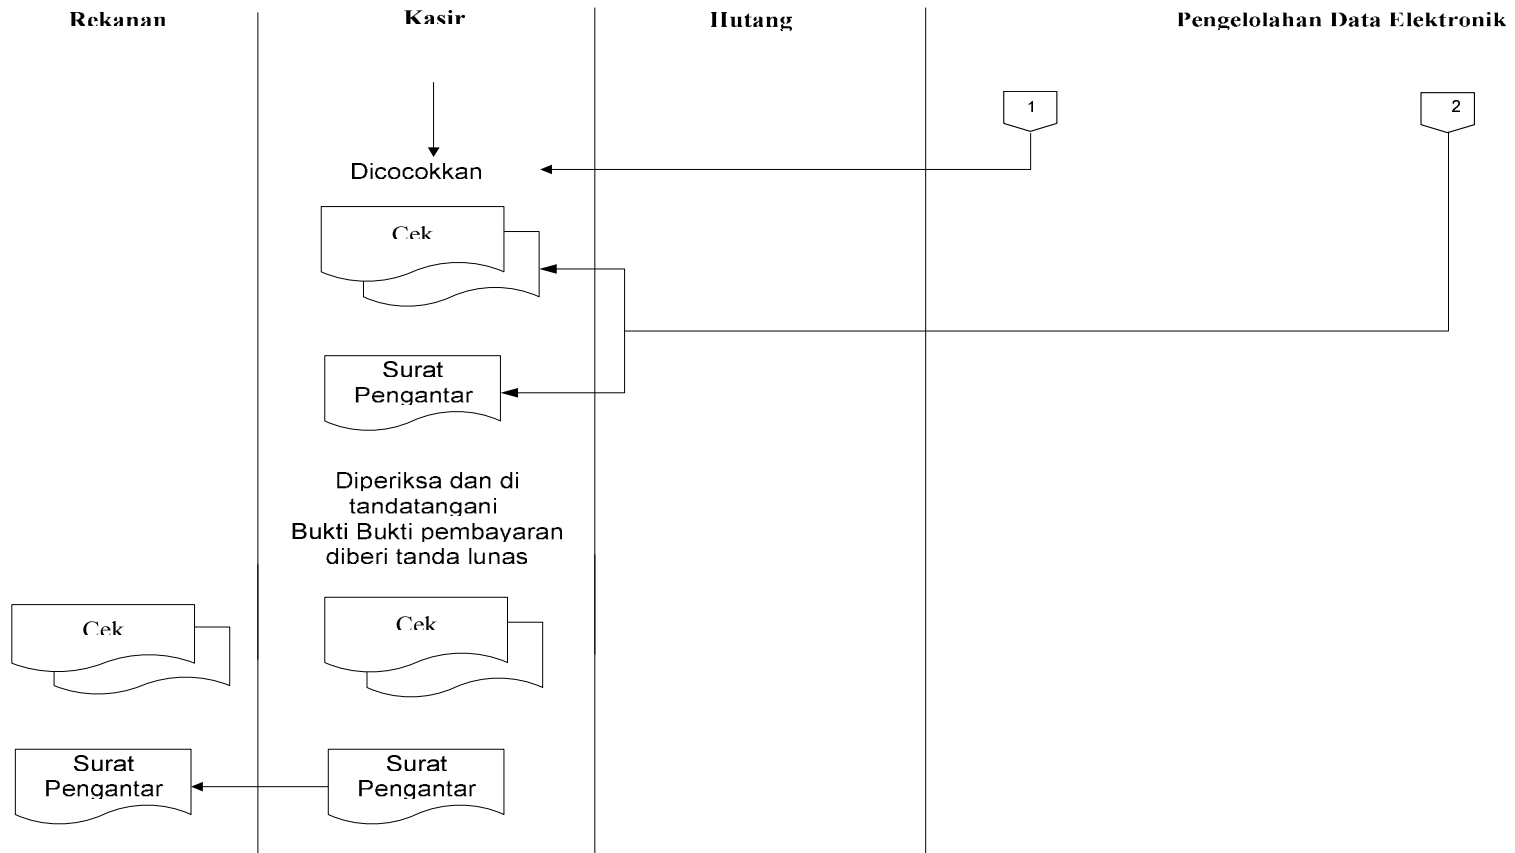 Rekanan
Kasir
Hutang
Pengelolahan Data Elektronik
1
2
Dicocokkan
Cek
Surat
Pengantar
Diperiksa dan di
tandatangani
Bukti Bukti pembayaran
diberi tanda lunas
Cek
Cek
Surat
Pengantar
Surat
Pengantar